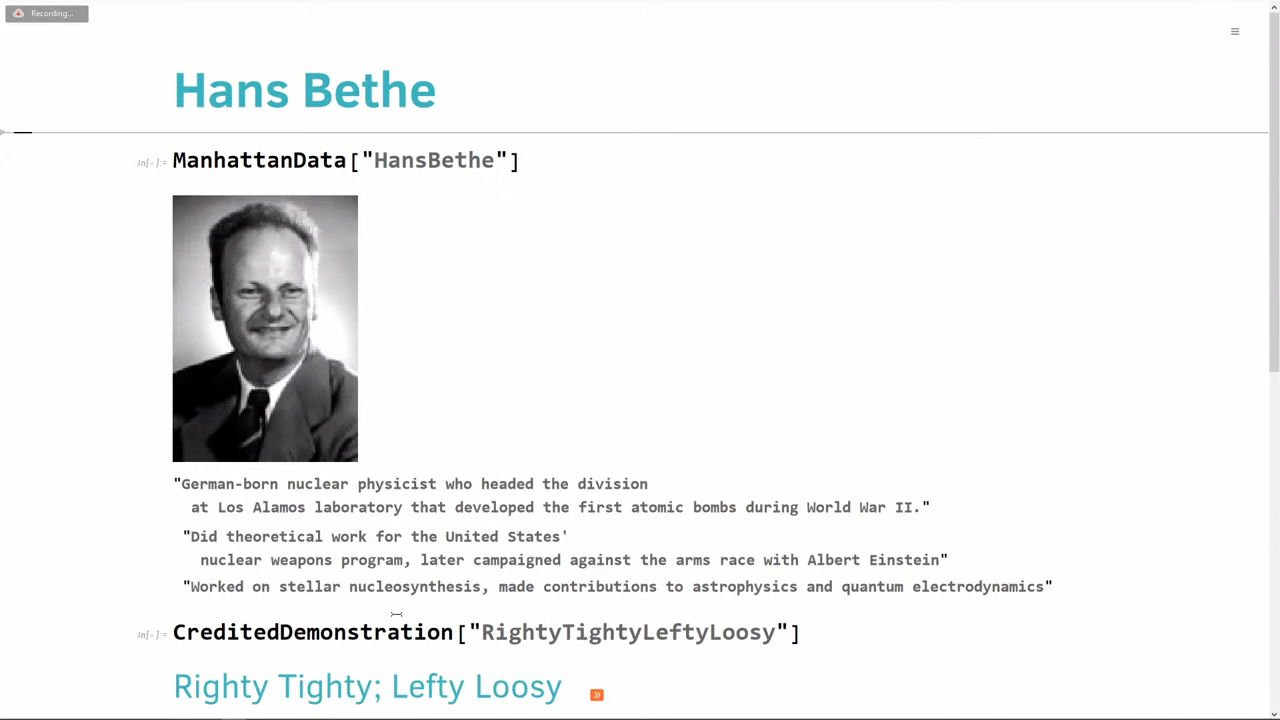 Recording...
Hans Bethe
In[◦]:= ManhattanData["HansBethe"]
"German-born nuclear physicist who headed the division
at Los Alamos laboratory that developed the first atomic bombs during World War II."
"Did theoretical work for the United States'
nuclear weapons program, later campaigned against the arms race with Albert Einstein"
"Worked on stellar nucleosynthesis, made contributions to astrophysics and quantum electrodynamics"
In[◦]:= CreditedDemonstration["RightyTightyLeftyLoosy"]
Righty Tighty; Lefty Loosy